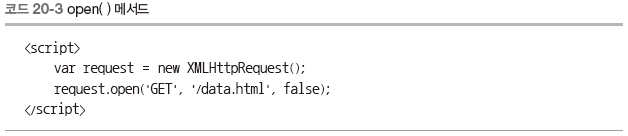 코드 20-3 open( ) 메서드
<script>
    var request = new XMLHttpRequest();
    request.open('GET', '/data.html', false);
</script>